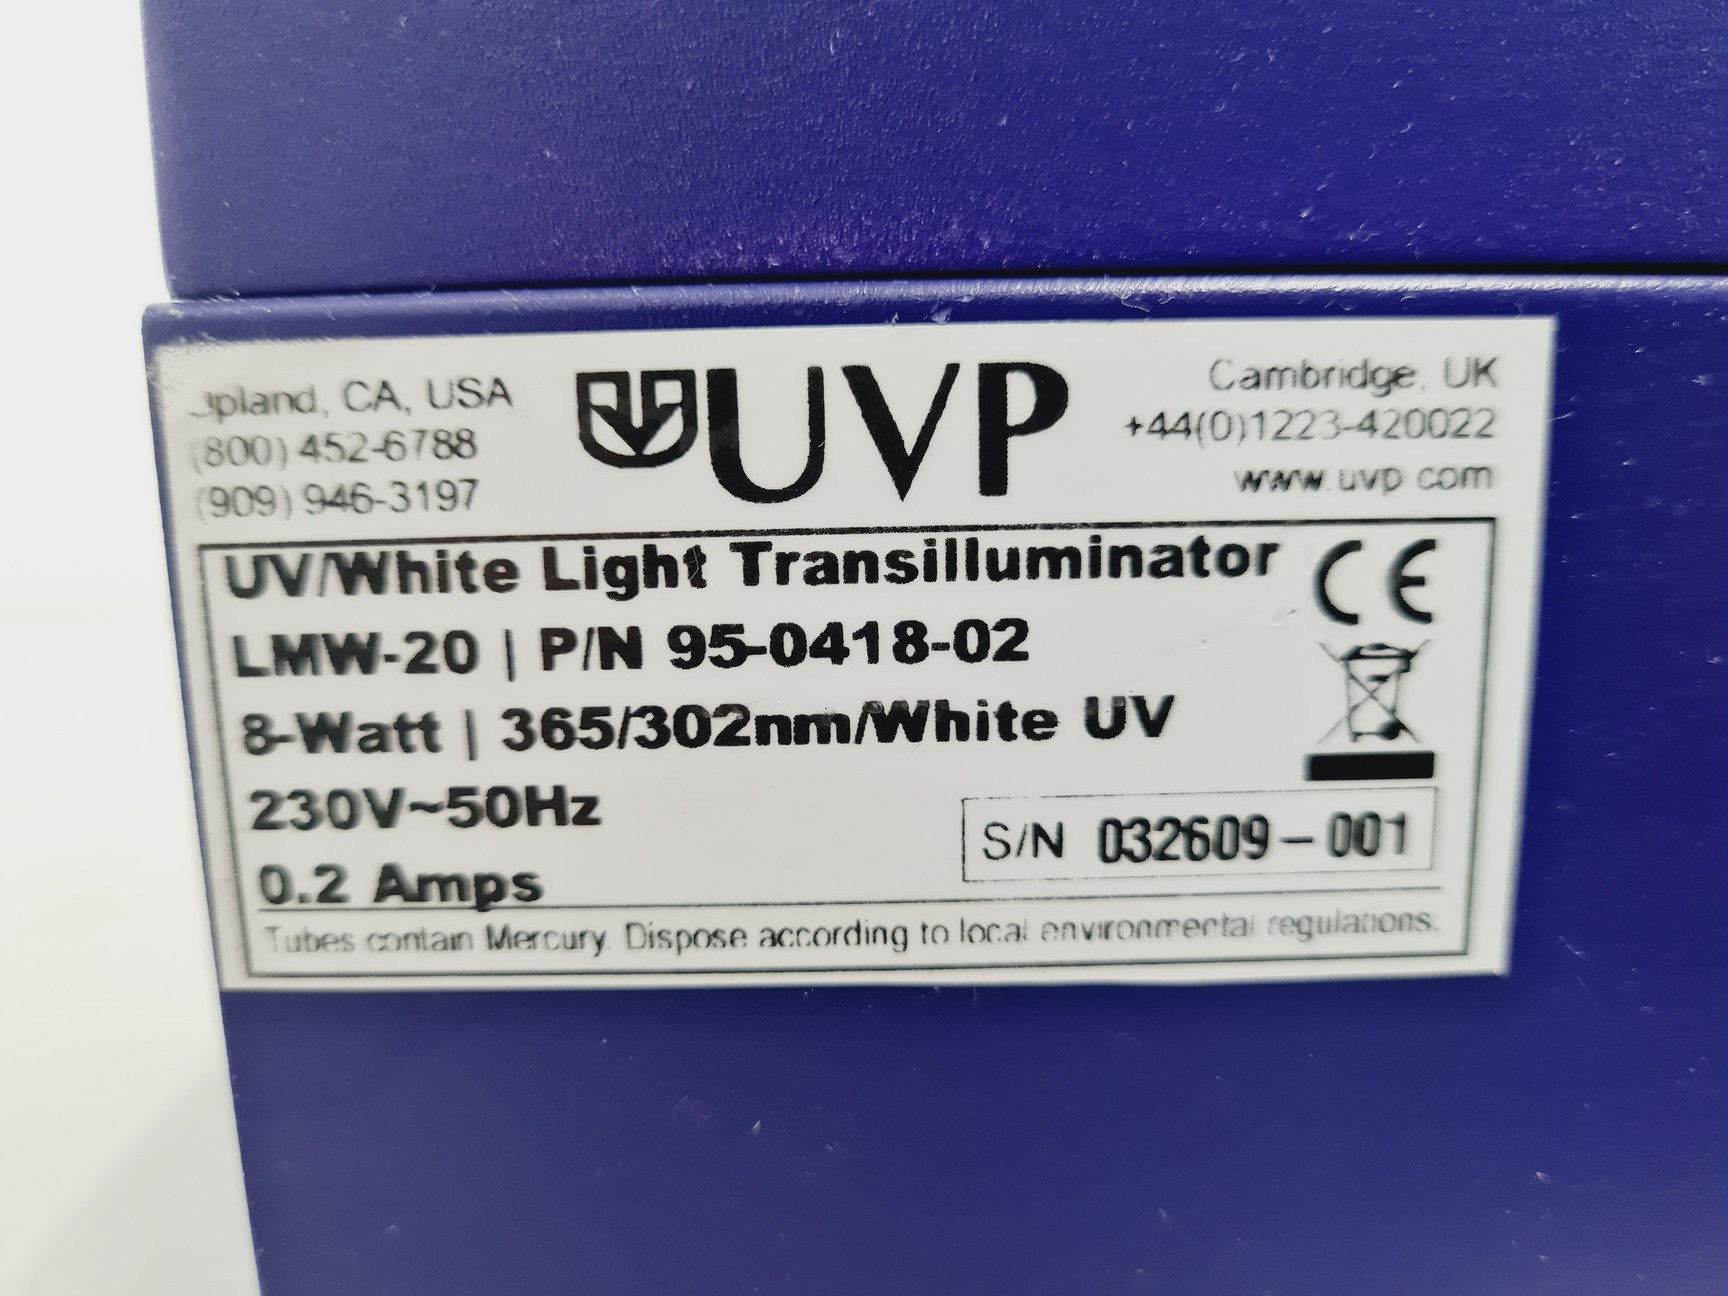 CA, USA
(800) 452-6788
(909) 946-3197
UVP
Cambridge, UK
+44(0)1223-420022
www.uvp.com
UV/White Light Transilluminator
LMW-20 | P/N 95-0418-02
8-Watt | 365/302nm/White UV
230V~50Hz
0.2 Amps
CE
S/N 032609-001
Tubes contain Mercury. Dispose according to local environmental regulations.